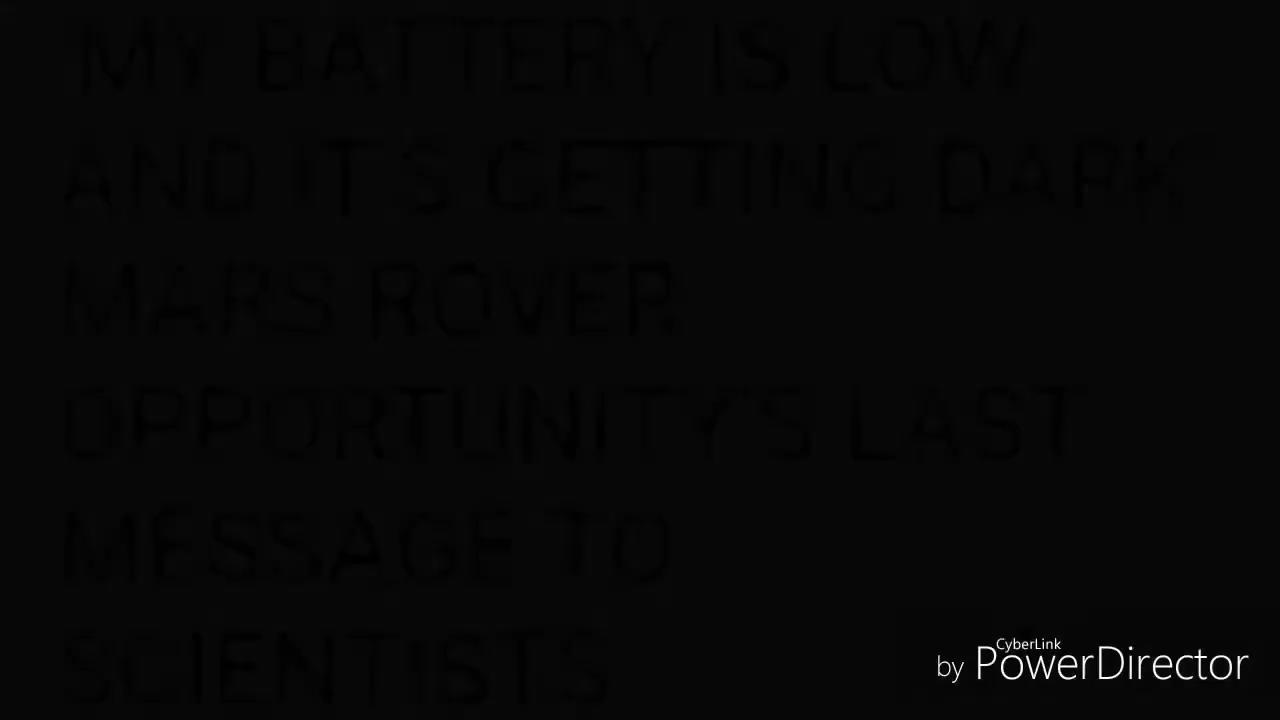 "MY BATTERY IS LOW
AND IT'S GETTING DARK"
MARS ROVER
OPPORTUNITY'S LAST
MESSAGE TO
SCIENTISTS
CyberLink
by PowerDirector